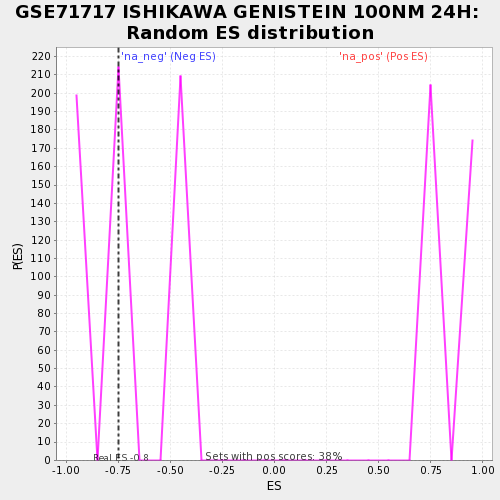 GSE71717 ISHIKAWA GENISTEIN 100NM 24H:
Random ES distribution
'na_neg' (Neg ES)
'na_pos' (Pos ES)
220
210
200
190
180
170
160
150
140
130
120
110
100
90
80
70
60
50
40
30
20
10
0
P(ES)
Real ES -0.8
Sets with pos scores: 38%
-1.00 -0.75 -0.50 -0.25 0.00 0.25 0.50 0.75 1.00
ES